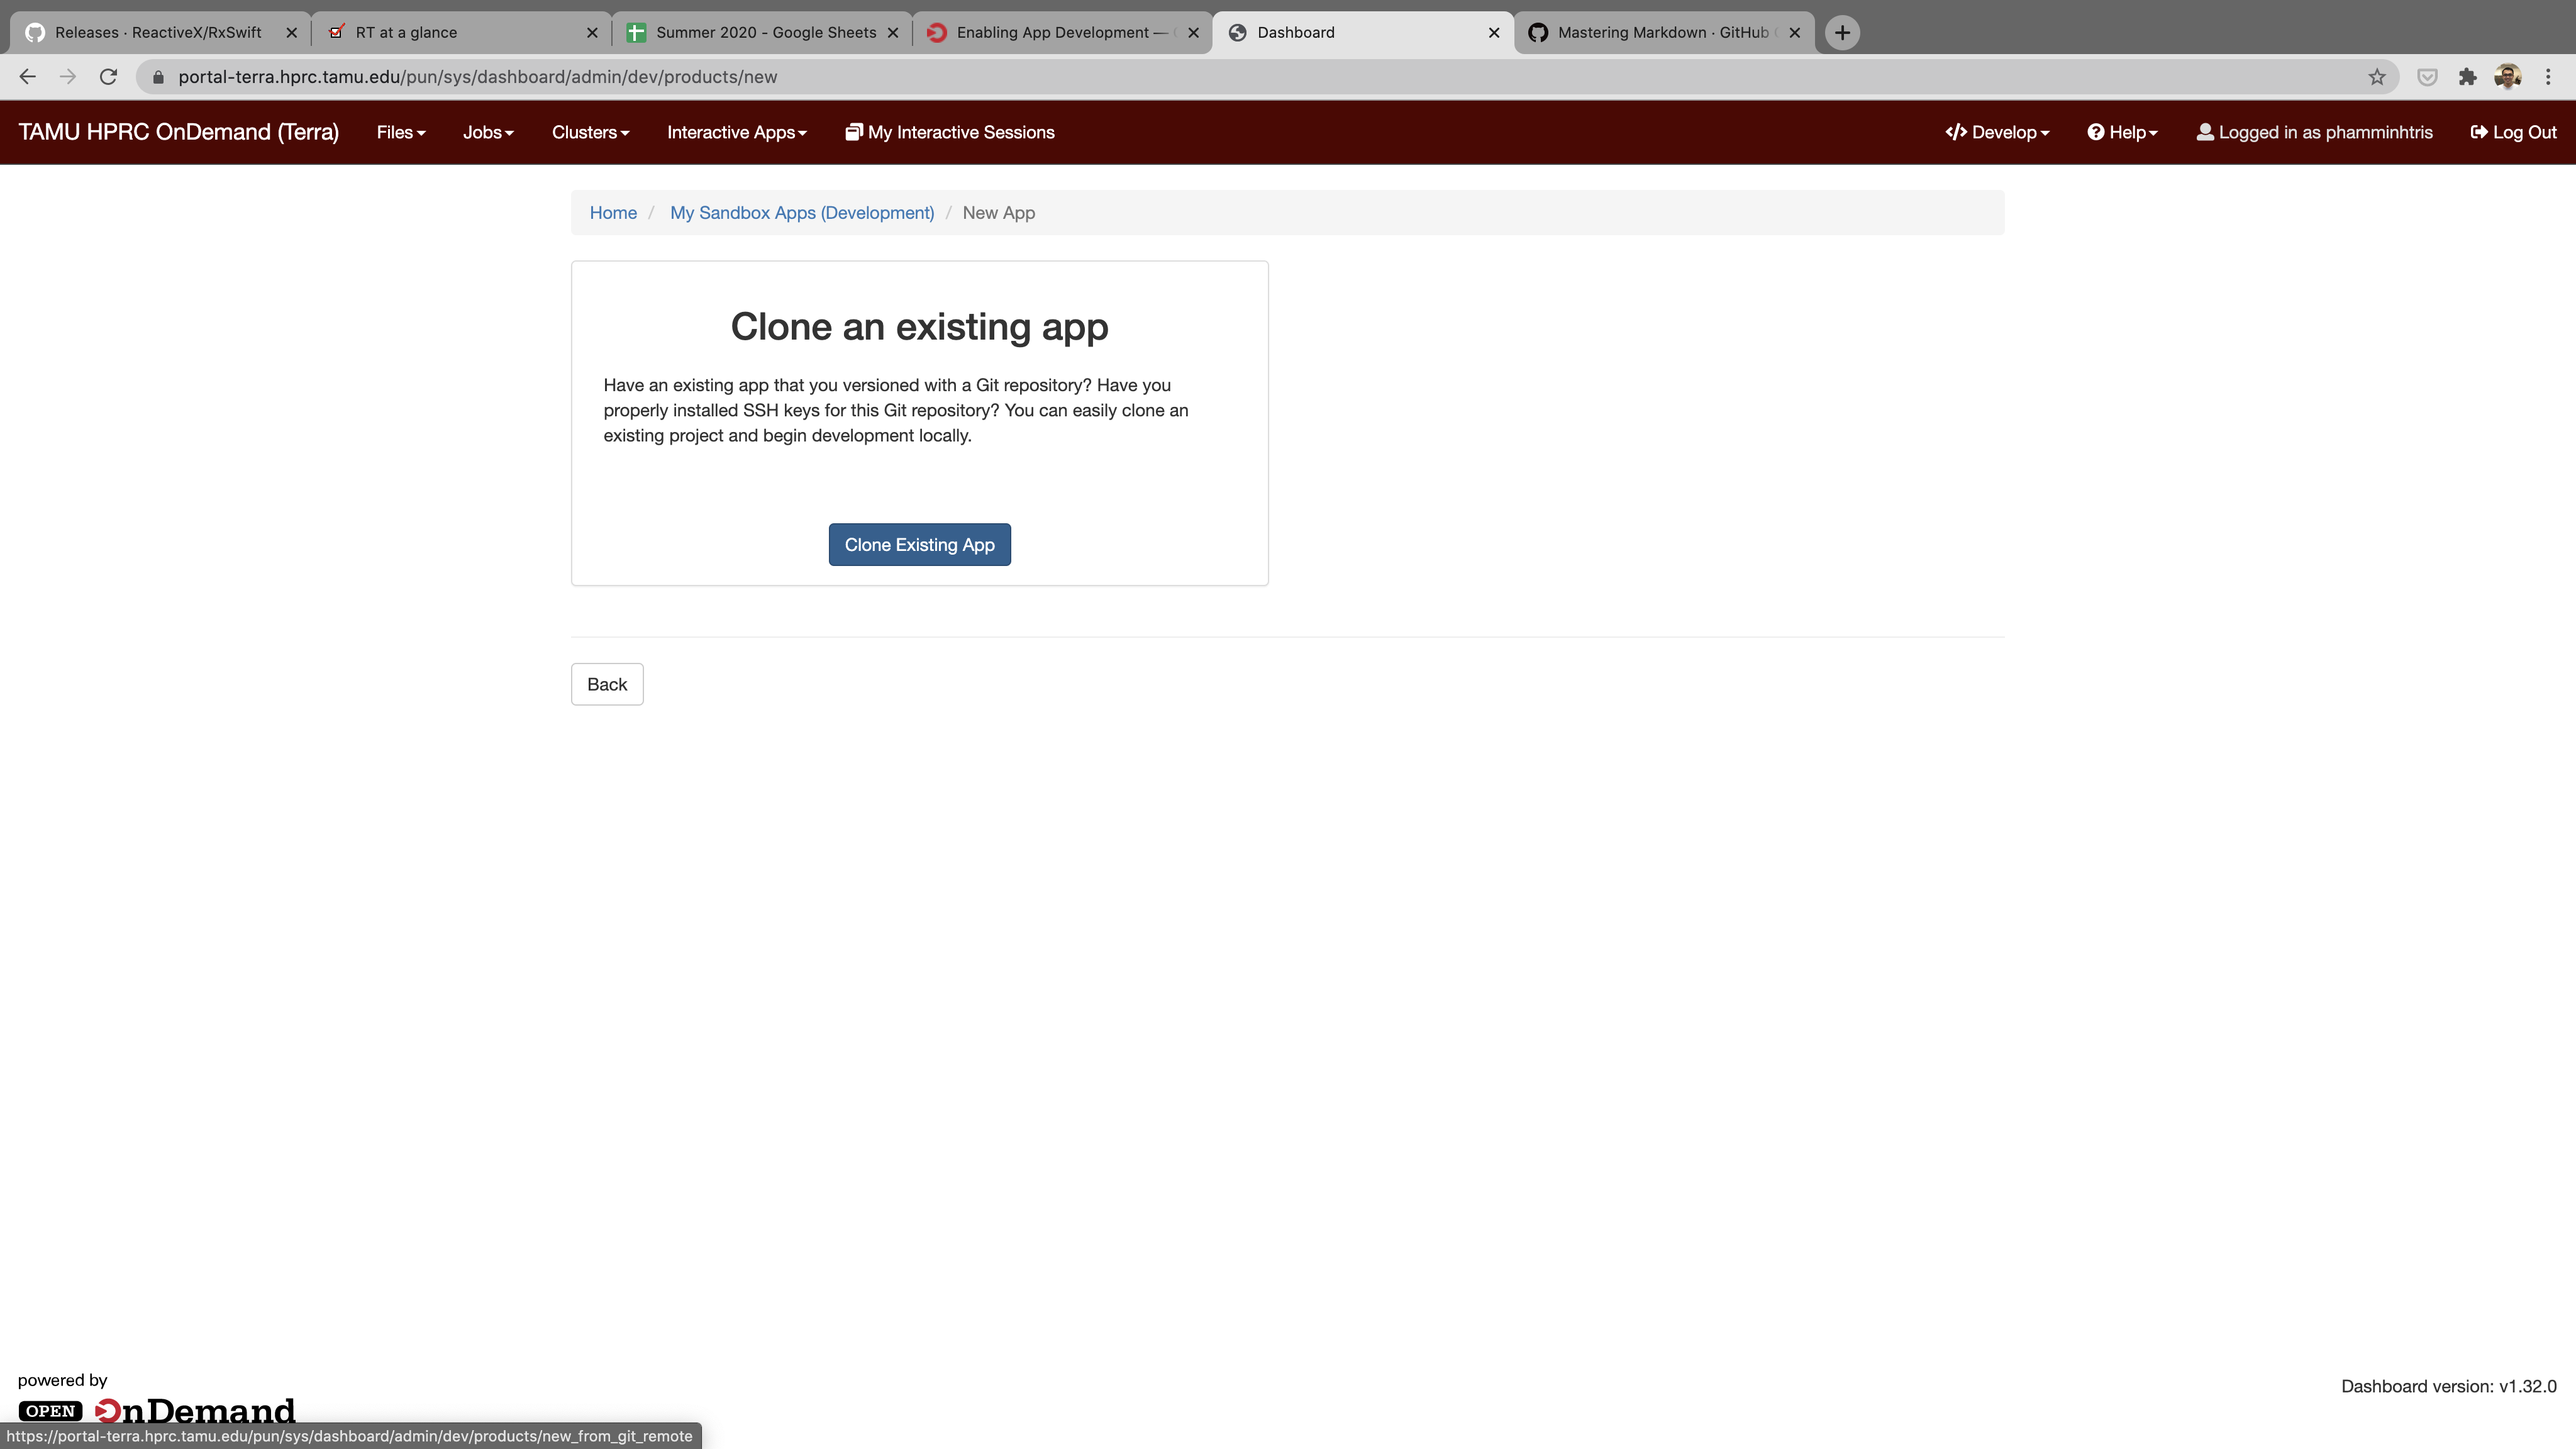 Releases · ReactiveX/RxSwift
RT at a glance
Summer 2020 - Google Sheets
Enabling App Development —
Dashboard
Mastering Markdown · GitHub
portal-terra.hprc.tamu.edu/pun/sys/dashboard/admin/dev/products/new
TAMU HPRC OnDemand (Terra)
Files
Jobs
Clusters
Interactive Apps
My Interactive Sessions
</> Develop
Help
Logged in as phamminhtris
Log Out
Home / My Sandbox Apps (Development) / New App
Clone an existing app
Have an existing app that you versioned with a Git repository? Have you
properly installed SSH keys for this Git repository? You can easily clone an
existing project and begin development locally.
Clone Existing App
Back
powered by
OPEN OnDemand
Dashboard version: v1.32.0
https://portal-terra.hprc.tamu.edu/pun/sys/dashboard/admin/dev/products/new_from_git_remote